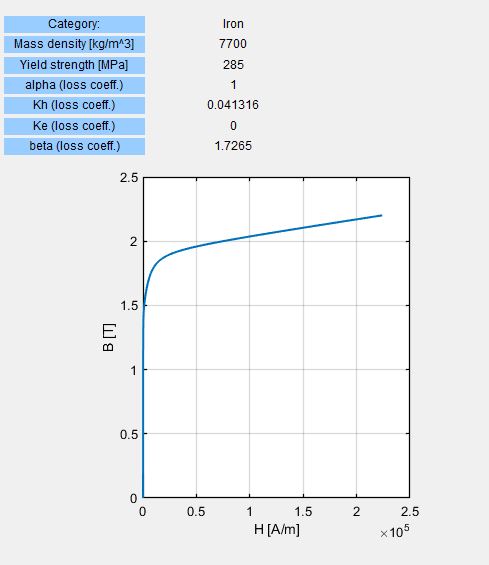 Category: Iron
Mass density [kg/m^3] 7700
Yield strength [MPa] 285
alpha (loss coeff.) 1
Kh (loss coeff.) 0.041316
Ke (loss coeff.) 0
beta (loss coeff.) 1.7265
2.5
2
1.5
1
0.5
0
B [T]
0 0.5 1 1.5 2 2.5
H [A/m] ×10^5